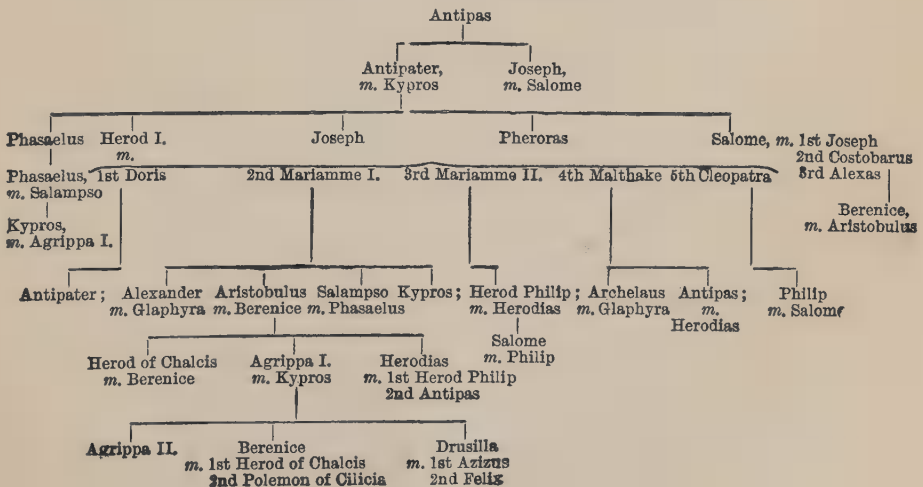 Antipas
Antipater, Joseph,
m. Kypros m. Salome
Phasaelus Herod I. Joseph Pheroras Salome, m. 1st Joseph
m. 2nd Costobarus
Phasaelus, 1st Doris 2nd Mariamme I. 3rd Mariamme II. 4th Malthake 5th Cleopatra 3rd Alexas
m. Salampso
Kypros, Berenice,
m. Agrippa I. m. Aristobulus
Antipater; Alexander Aristobulus Salampso Kypros; Herod Philip; Archelaus Antipas; Philip
m. Glaphyra m. Berenice m. Phasaelus m. Herodias m. Glaphyra m. m. Salome
Herodias
Salome
m. Philip
Herod of Chalcis Agrippa I. Herodias
m. Berenice m. Kypros m. 1st Herod Philip
2nd Antipas
Agrippa II. Berenice Drusilla
m. 1st Herod of Chalcis m. 1st Azizus
2nd Polemon of Cilicia 2nd Felix